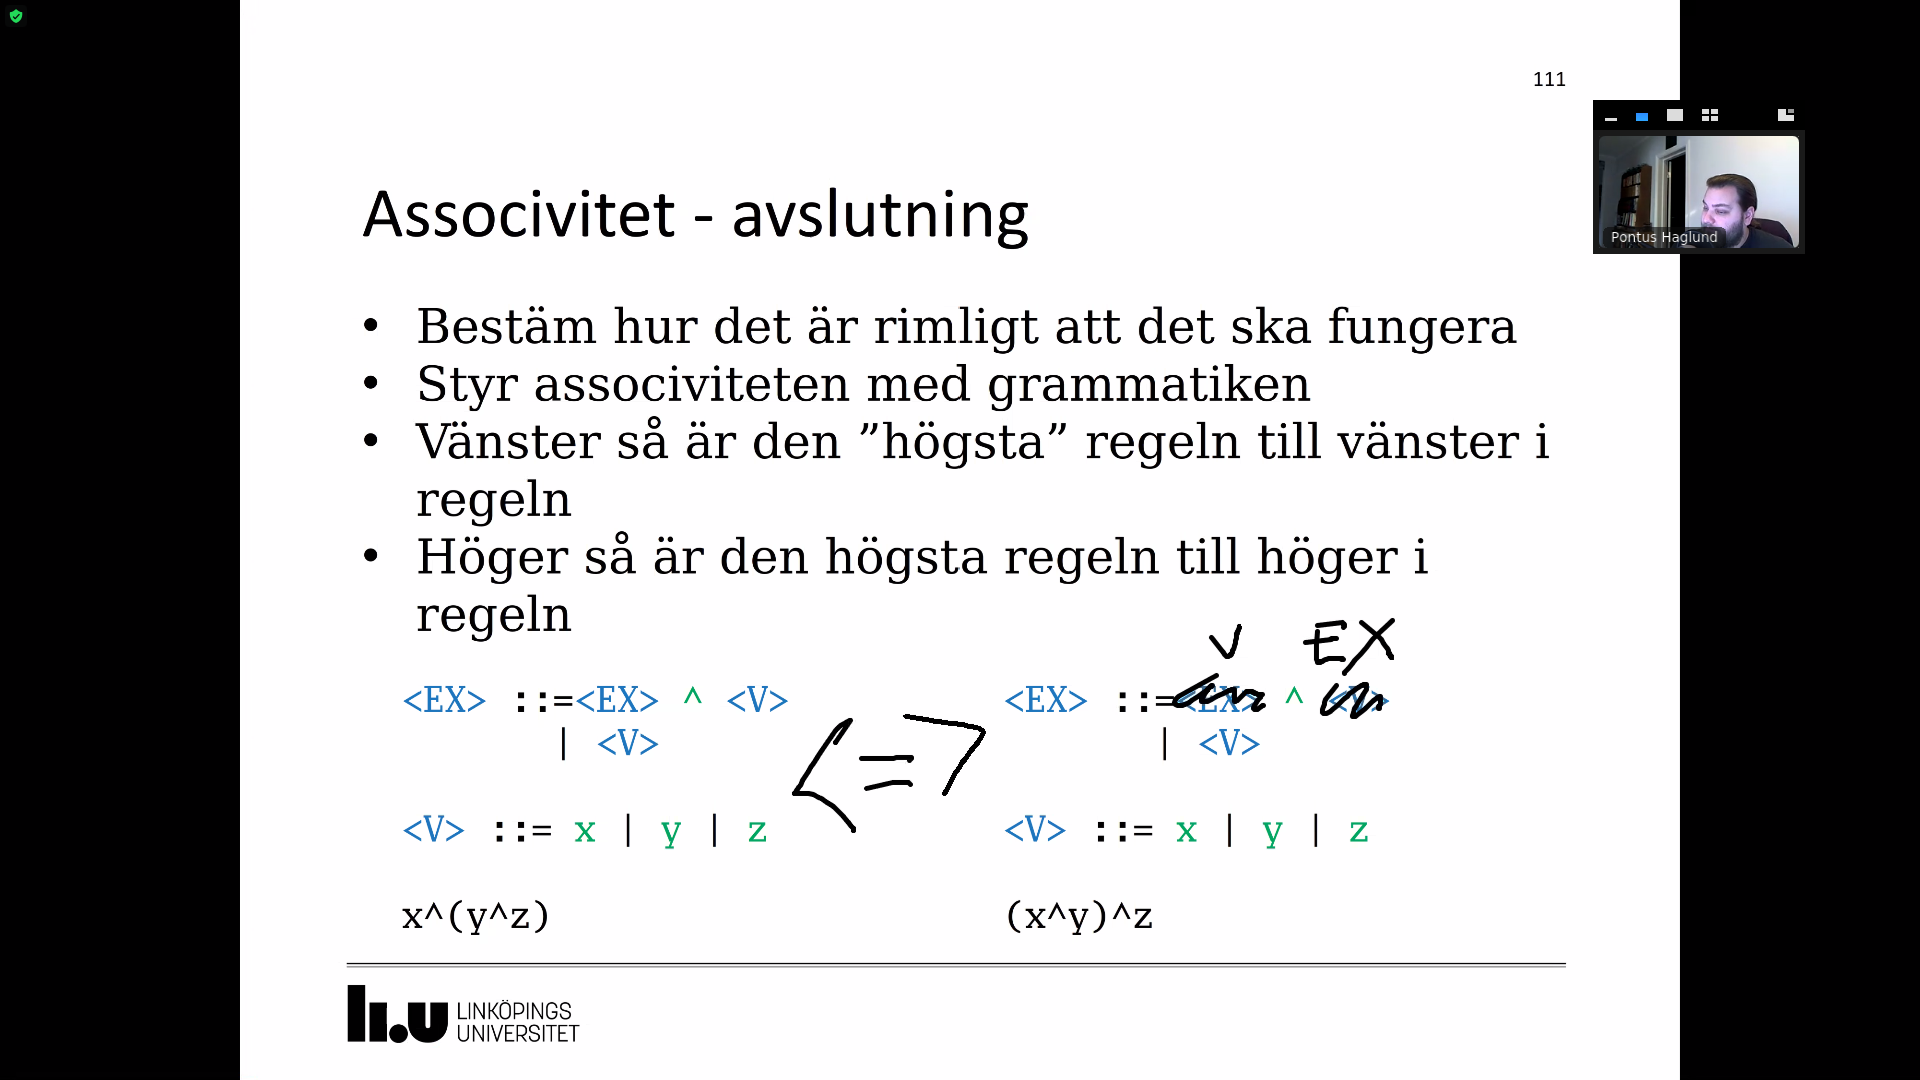 111
Pontus Haglund
Associvitet - avslutning
• Bestäm hur det är rimligt att det ska fungera
• Styr associviteten med grammatiken
• Vänster så är den ”högsta” regeln till vänster i
regeln
• Höger så är den högsta regeln till höger i
regeln
V EX
<EX> ::=<EX> ^ <V>
| <V>
<=>
<V> ::= x | y | z
x^(y^z)
<EX> ::=<EX> ^ <V>
| <V>
<V> ::= x | y | z
(x^y)^z
li.u LINKÖPINGS
UNIVERSITET